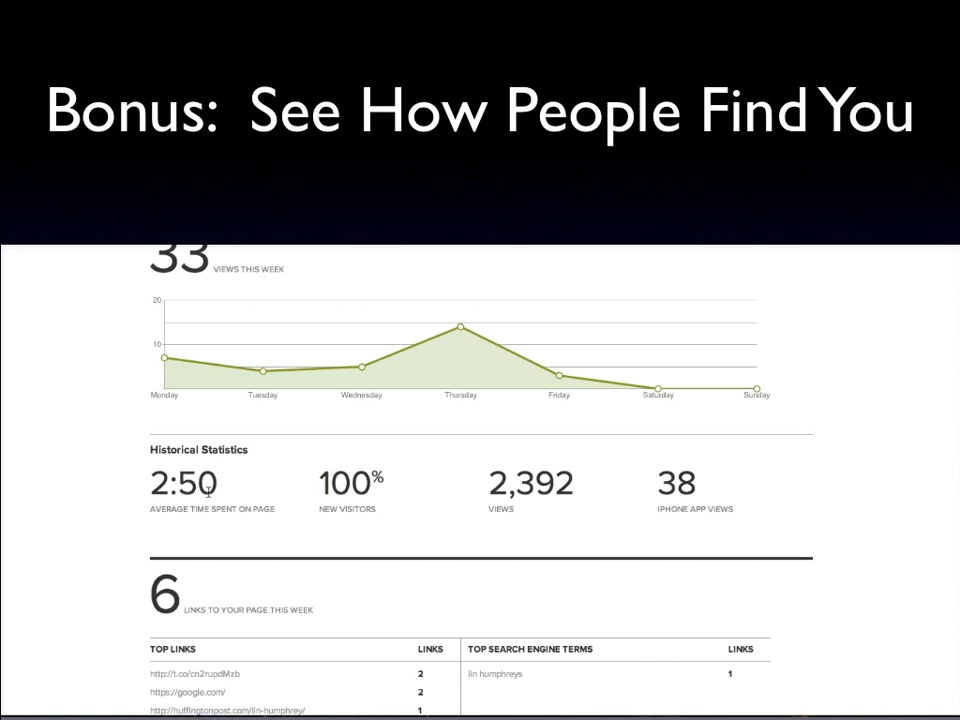 Bonus: See How People Find You
33 VIEWS THIS WEEK
20
10
Monday Tuesday Wednesday Thursday Friday Saturday Sunday
Historical Statistics
2:50 100% 2,392 38
AVERAGE TIME SPENT ON PAGE NEW VISITORS VIEWS IPHONE APP VIEWS
6 LINKS TO YOUR PAGE THIS WEEK
TOP LINKS LINKS TOP SEARCH ENGINE TERMS LINKS
http://t.co/cn2rupdMzb 2 lin humphreys 1
https://google.com/ 2
http://huffingtonpost.com/lin-humphrey/ 1